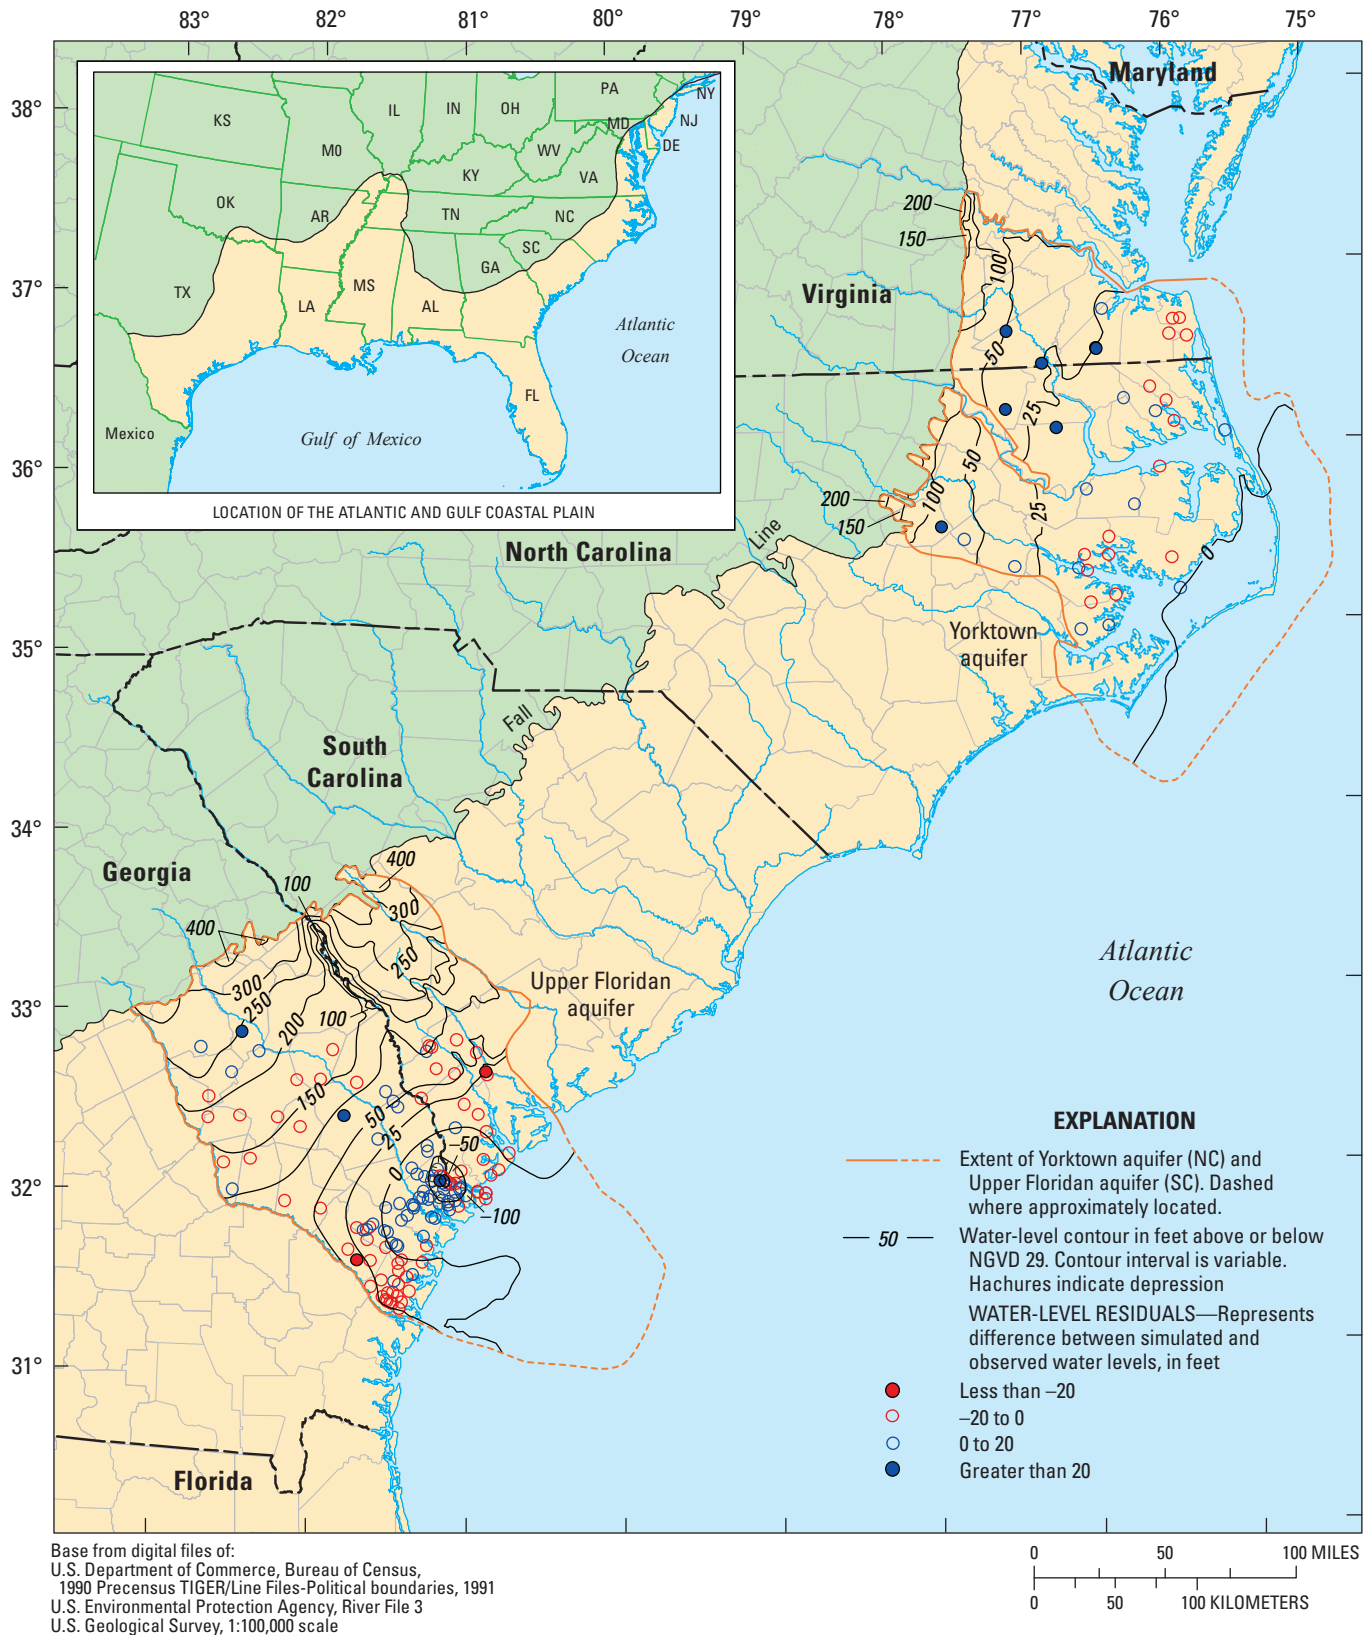 83° 82° 81° 80° 79° 78° 77° 76° 75°
38°
37°
36°
35°
34°
33°
32°
31°
KS
MO
IL
IN
OH
PA
NY
NJ
MD
DE
WV
VA
KY
OK
AR
TN
NC
SC
GA
TX
LA
MS
AL
FL
Mexico
Gulf of Mexico
Atlantic
Ocean
LOCATION OF THE ATLANTIC AND GULF COASTAL PLAIN
Maryland
Virginia
North Carolina
South
Carolina
Georgia
Florida
Fall
Line
200
150
100
50
25
200
150
100
50
25
0
Yorktown
aquifer
400
100
300
400
250
300
250
200
100
150
50
25
0
–50
–100
Upper Floridan
aquifer
Atlantic
Ocean
EXPLANATION
Extent of Yorktown aquifer (NC) and
Upper Floridan aquifer (SC). Dashed
where approximately located.
50
Water-level contour in feet above or below
NGVD 29. Contour interval is variable.
Hachures indicate depression
WATER-LEVEL RESIDUALS—Represents
difference between simulated and
observed water levels, in feet
Less than –20
–20 to 0
0 to 20
Greater than 20
Base from digital files of:
U.S. Department of Commerce, Bureau of Census,
1990 Precensus TIGER/Line Files-Political boundaries, 1991
U.S. Environmental Protection Agency, River File 3
U.S. Geological Survey, 1:100,000 scale
0 50 100 MILES
0 50 100 KILOMETERS